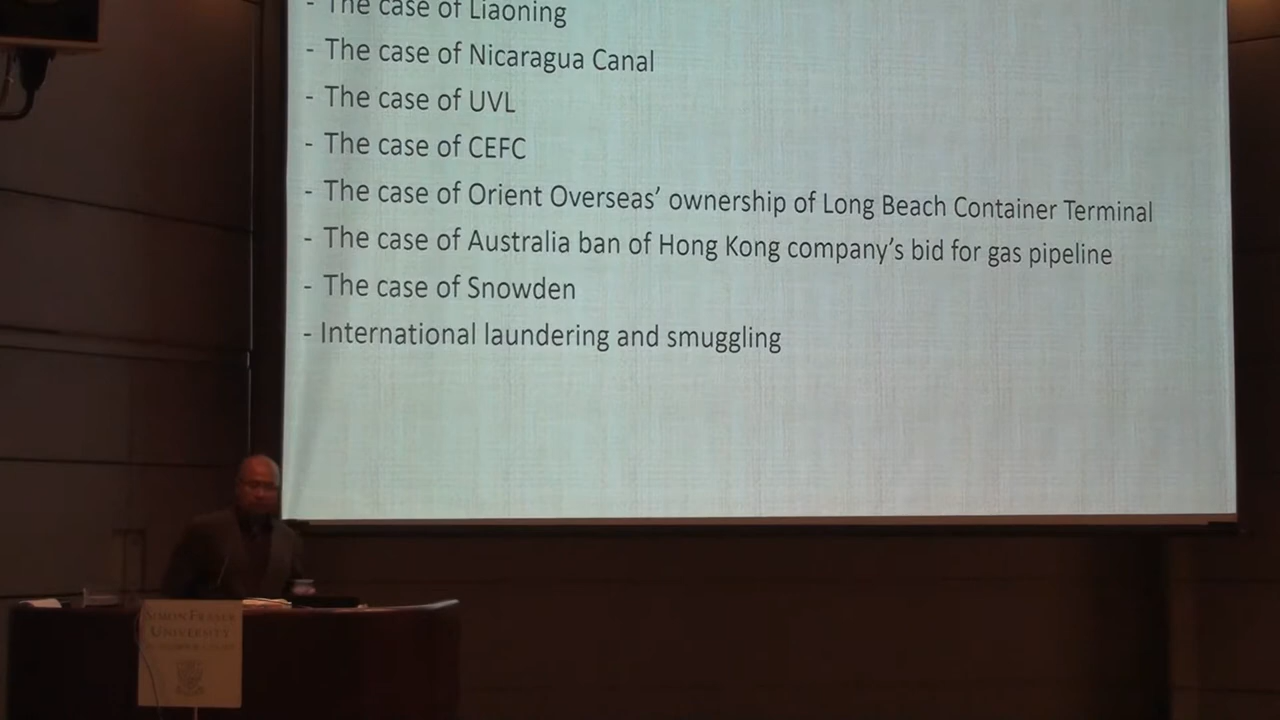 - The case of Liaoning
- The case of Nicaragua Canal
- The case of UVL
- The case of CEFC
- The case of Orient Overseas’ ownership of Long Beach Container Terminal
- The case of Australia ban of Hong Kong company’s bid for gas pipeline
- The case of Snowden
- International laundering and smuggling
SIMON FRASER
UNIVERSITY